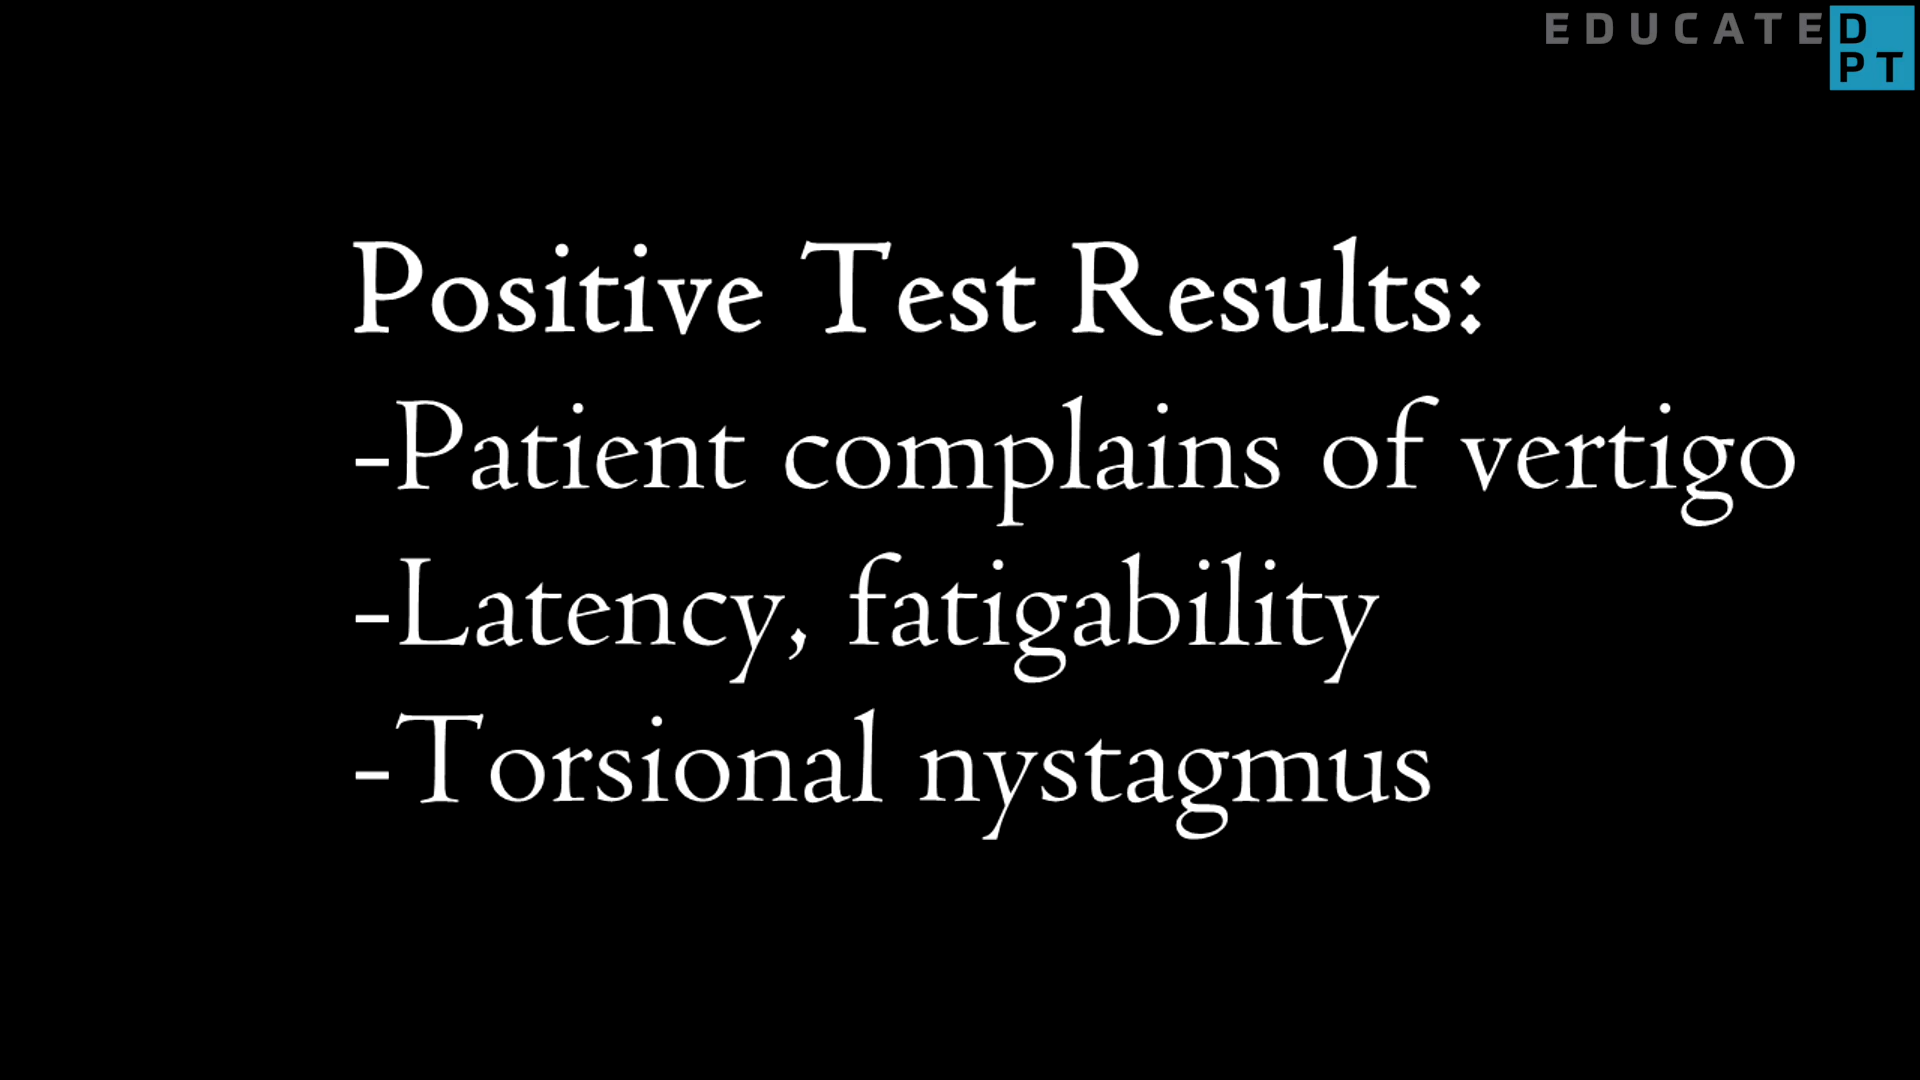 EDUCATED
PT
Positive Test Results:
-Patient complains of vertigo
-Latency, fatigability
-Torsional nystagmus